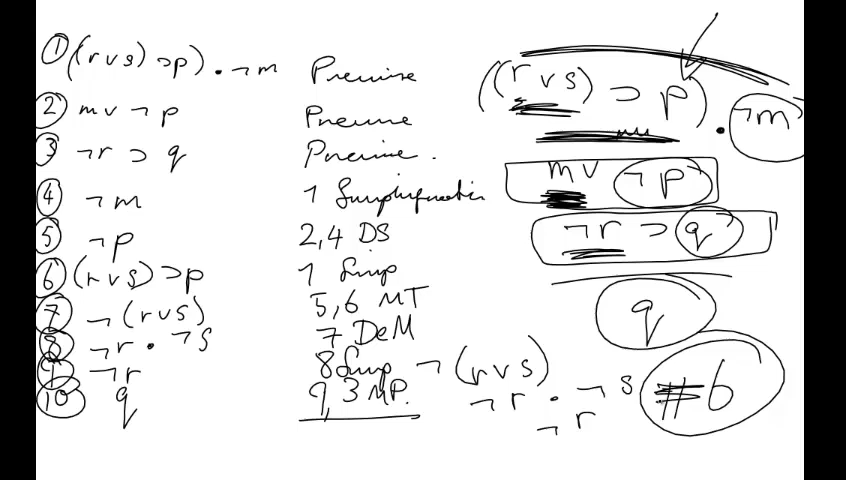 ① ((r v s) ⊃ p) · ¬m Premise
② m v ¬p Premise
③ ¬r ⊃ q Premise.
④ ¬m 1 Simplification
⑤ ¬p 2,4 DS
⑥ (r v s) ⊃ p 1 Simp
⑦ ¬(r v s) 5,6 MT
⑧ ¬r · ¬s 7 DeM
⑨ ¬r 8 Simp
⑩ q 9,3 MP.
((r v s) ⊃ p) · ¬m
m v ¬p
¬r ⊃ q
q
¬(r v s)
¬r · ¬s
¬r
#6